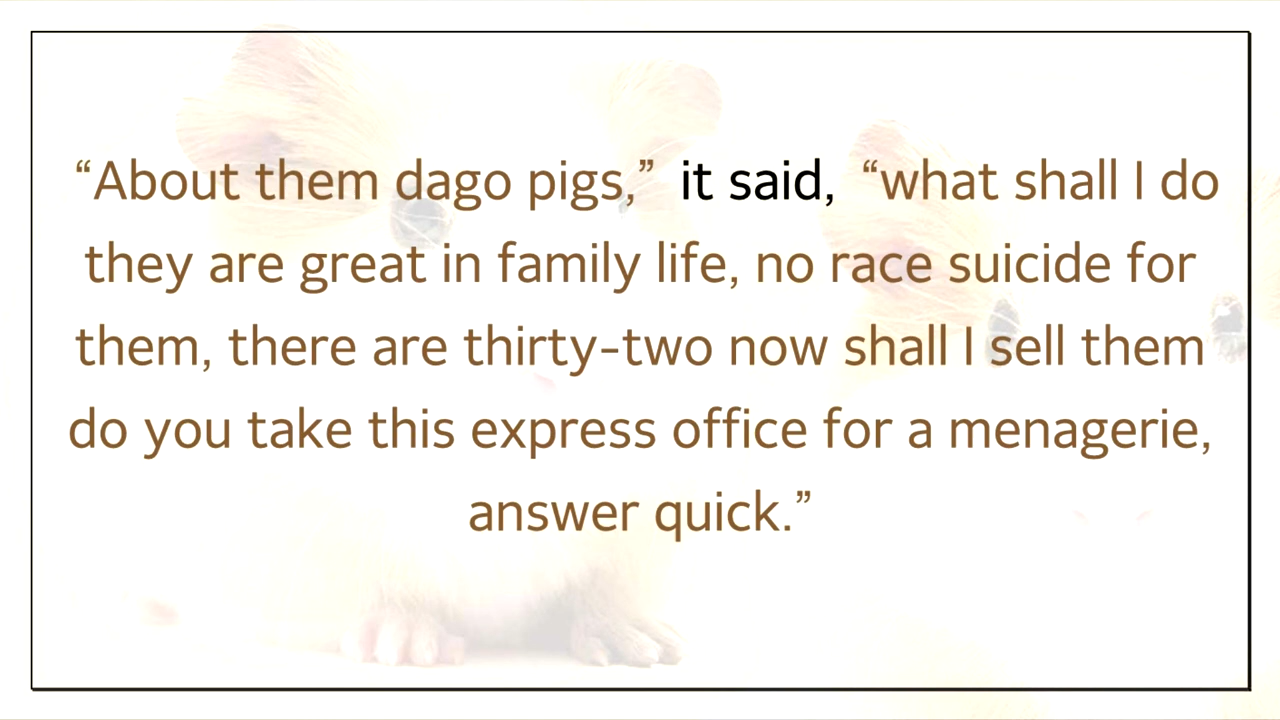 “About them dago pigs,” it said, “what shall I do
they are great in family life, no race suicide for
them, there are thirty-two now shall I sell them
do you take this express office for a menagerie,
answer quick.”